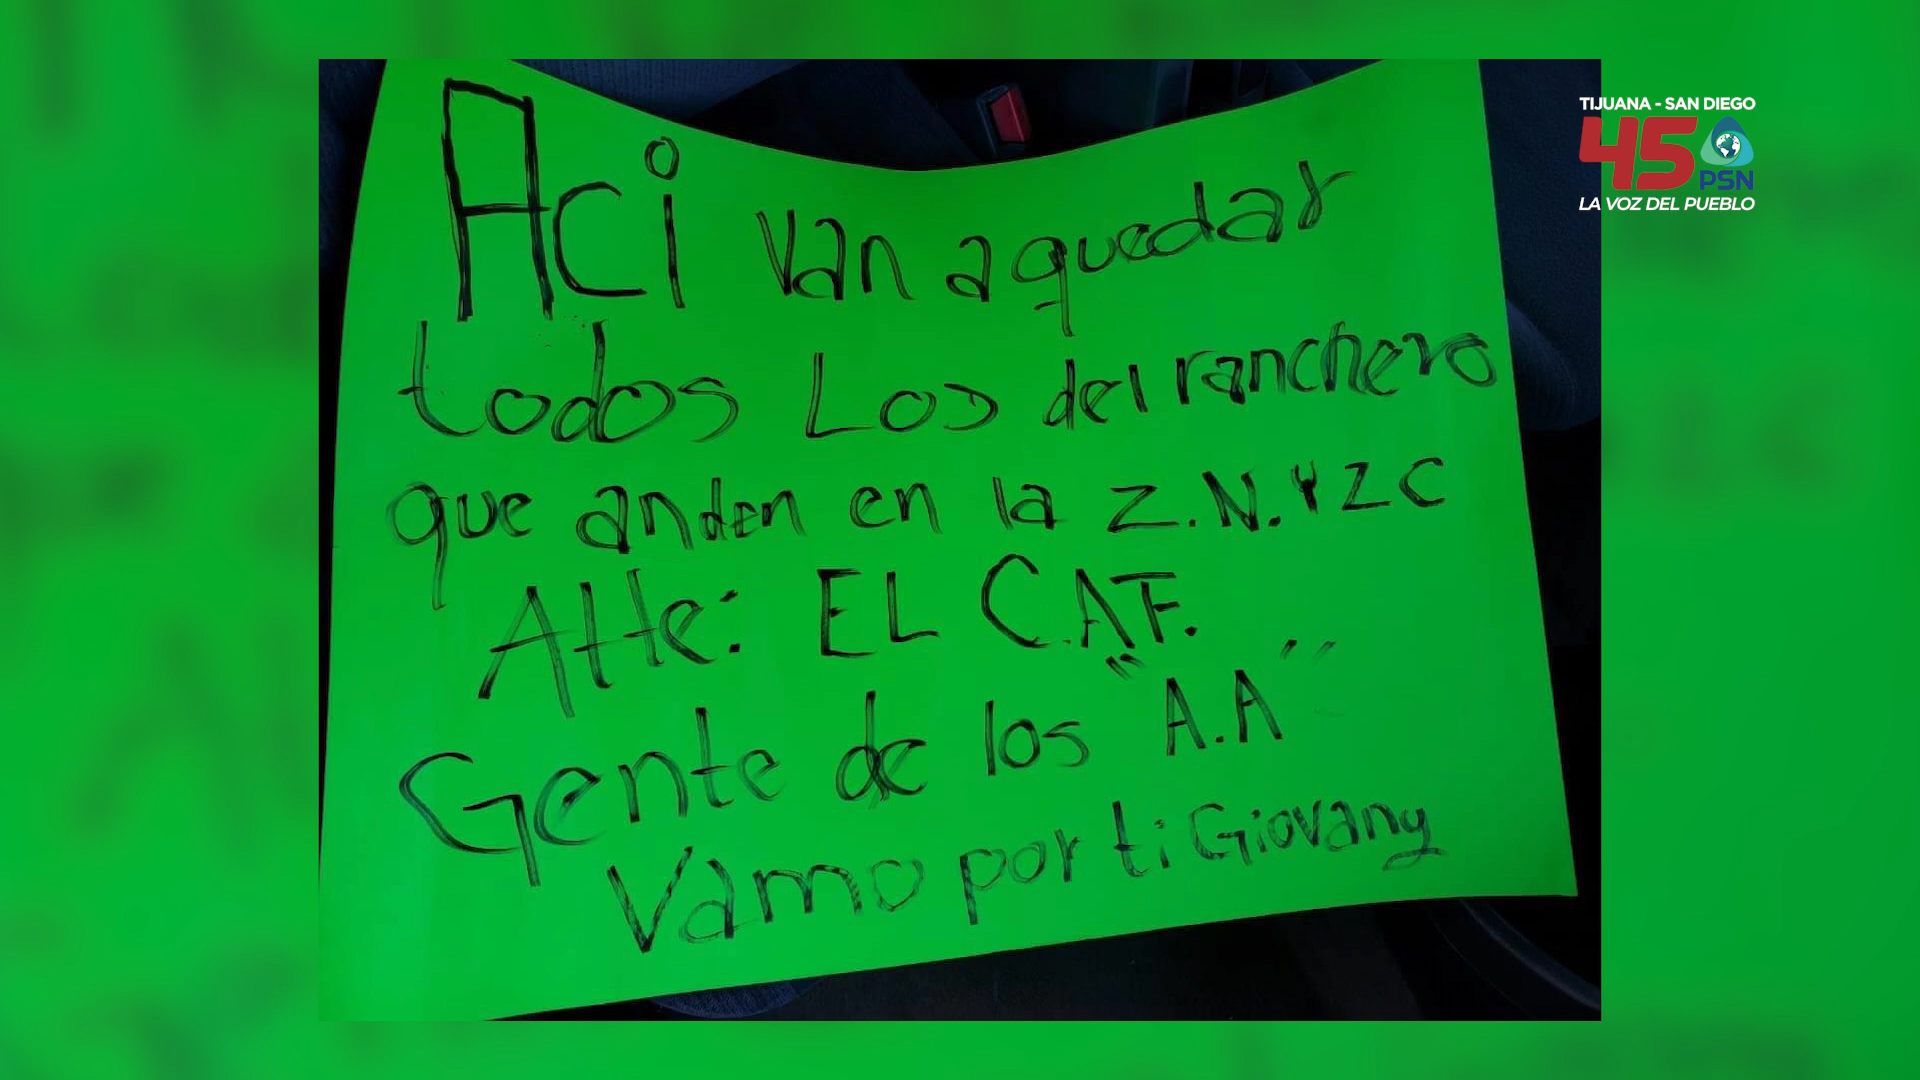 Aci van a quedar
todos Los del ranchero
que anden en la Z.N. Y Z C
Atte: EL C.A.F.
Gente de los "A.A"
Vamo por ti Giovany
TIJUANA - SAN DIEGO
45
PSN
LA VOZ DEL PUEBLO